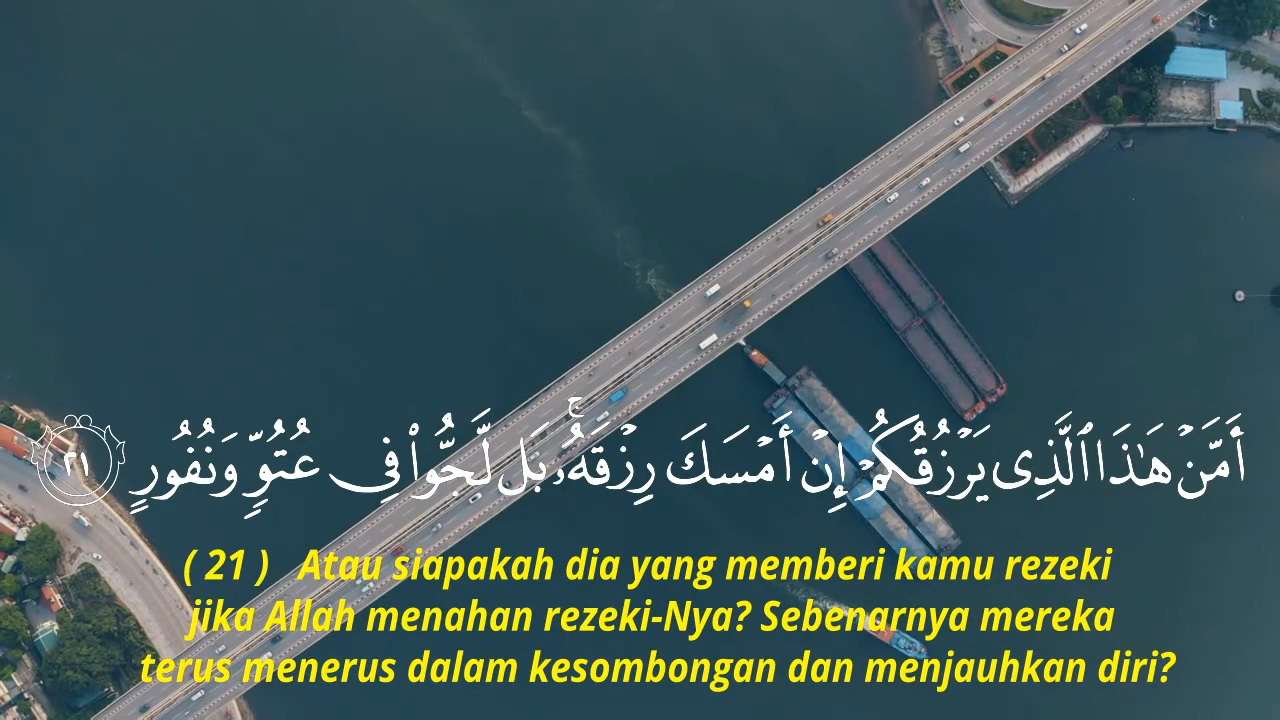 أَمَّنۡ هَٰذَا ٱلَّذِى يَرۡزُقُكُمۡ إِنۡ أَمۡسَكَ رِزۡقَهُۥۚ بَل لَّجُّوا۟ فِى عُتُوٍّ وَنُفُورٍ ٢١
( 21 ) Atau siapakah dia yang memberi kamu rezeki
jika Allah menahan rezeki-Nya? Sebenarnya mereka
terus menerus dalam kesombongan dan menjauhkan diri?